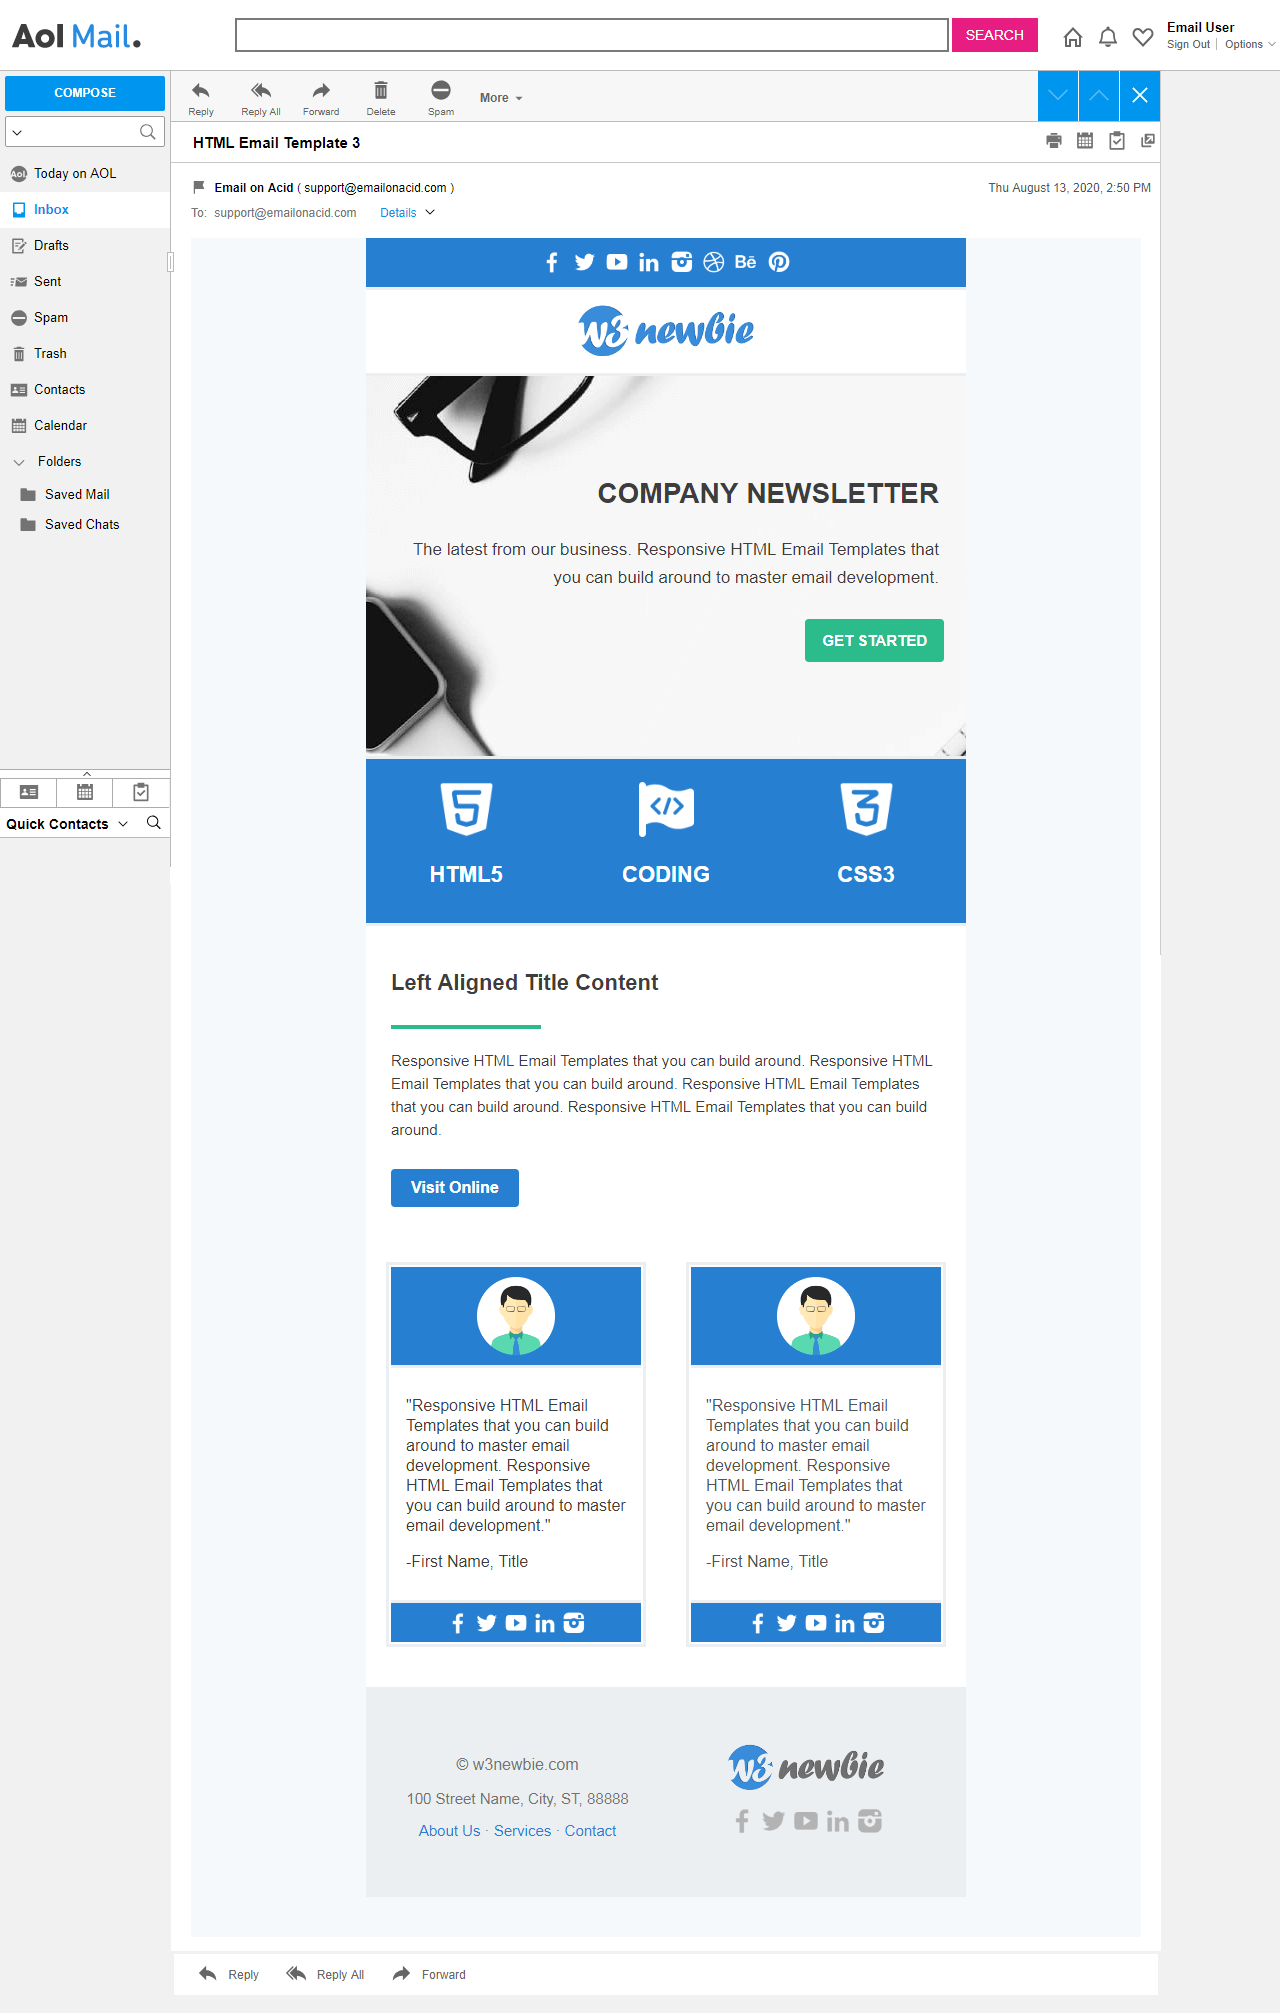 Aol Mail.
SEARCH
Email User
Sign Out
Options
COMPOSE
Reply
Reply All
Forward
Delete
Spam
More
HTML Email Template 3
Aol.
Today on AOL
Inbox
Drafts
Sent
Spam
Trash
Contacts
Calendar
Folders
Saved Mail
Saved Chats
Quick Contacts
Email on Acid ( support@emailonacid.com )
Thu August 13, 2020, 2:50 PM
To: support@emailonacid.com
Details
Bē
w3 newbie
COMPANY NEWSLETTER
The latest from our business. Responsive HTML Email Templates that
you can build around to master email development.
GET STARTED
HTML5
CODING
CSS3
Left Aligned Title Content
Responsive HTML Email Templates that you can build around. Responsive HTML
Email Templates that you can build around. Responsive HTML Email Templates
that you can build around. Responsive HTML Email Templates that you can build
around.
Visit Online
"Responsive HTML Email
Templates that you can build
around to master email
development. Responsive
HTML Email Templates that
you can build around to master
email development."
-First Name, Title
"Responsive HTML Email
Templates that you can build
around to master email
development. Responsive
HTML Email Templates that
you can build around to master
email development."
-First Name, Title
© w3newbie.com
100 Street Name, City, ST, 88888
About Us · Services · Contact
w3 newbie
Reply
Reply All
Forward